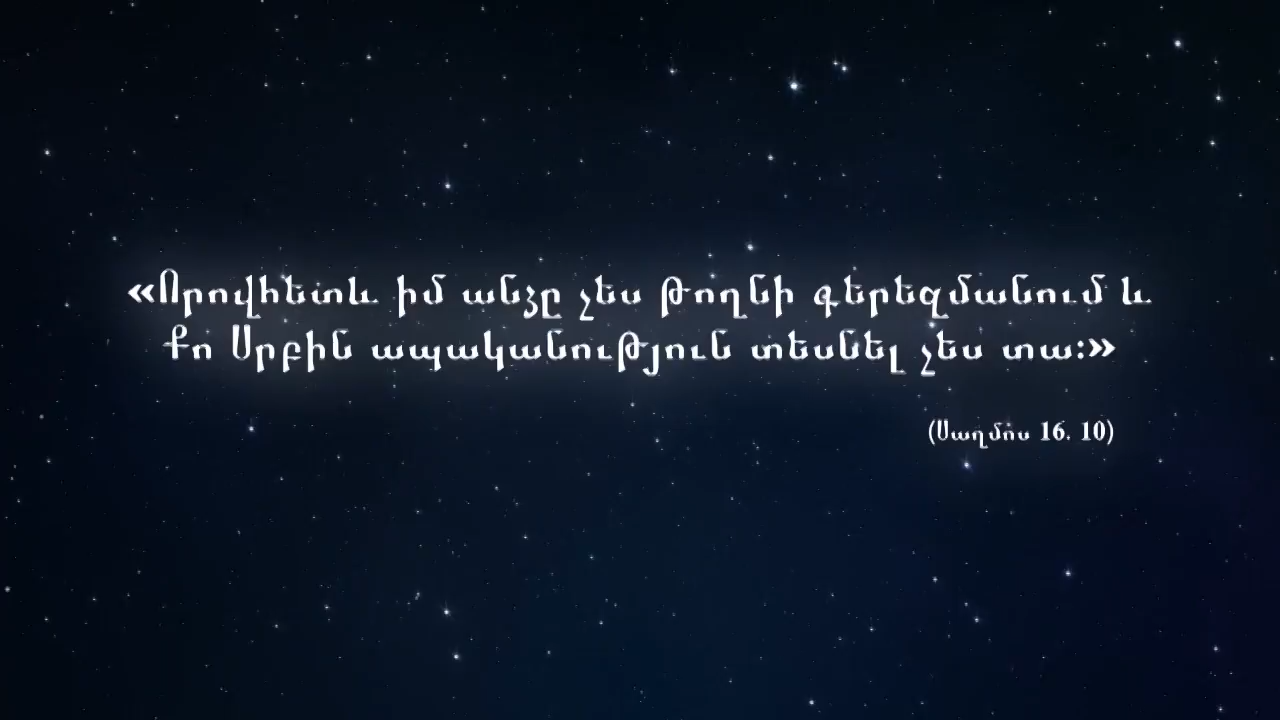 «Որովհետև իմ անձը չես թողնի գերեզմանում և
Քո Սրբին ապականություն տեսնել չես տա:»
(Սաղմոս 16. 10)